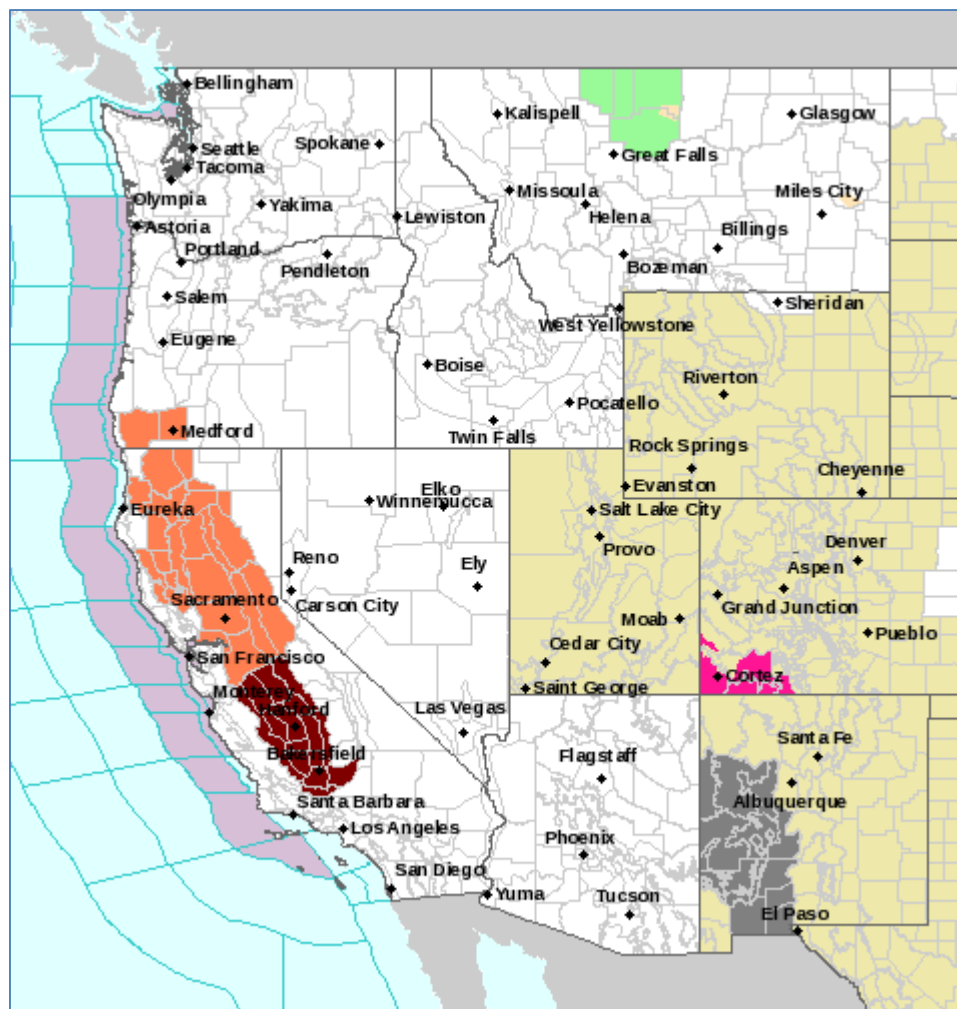 Bellingham
Kalispell
Glasgow
Seattle
Spokane
Great Falls
Tacoma
Missoula
Miles City
Olympia
Yakima
Lewiston
Helena
Astoria
Billings
Portland
Pendleton
Bozeman
Salem
Sheridan
West Yellowstone
Eugene
Boise
Riverton
Pocatello
Medford
Twin Falls
Rock Springs
Cheyenne
Elko
Evanston
Winnemucca
Eureka
Salt Lake City
Provo
Denver
Reno
Ely
Aspen
Sacramento
Carson City
Grand Junction
Moab
Pueblo
Cedar City
San Francisco
Cortez
Monterey
Saint George
Hanford
Las Vegas
Santa Fe
Bakersfield
Flagstaff
Santa Barbara
Albuquerque
Los Angeles
Phoenix
San Diego
Yuma
Tucson
El Paso